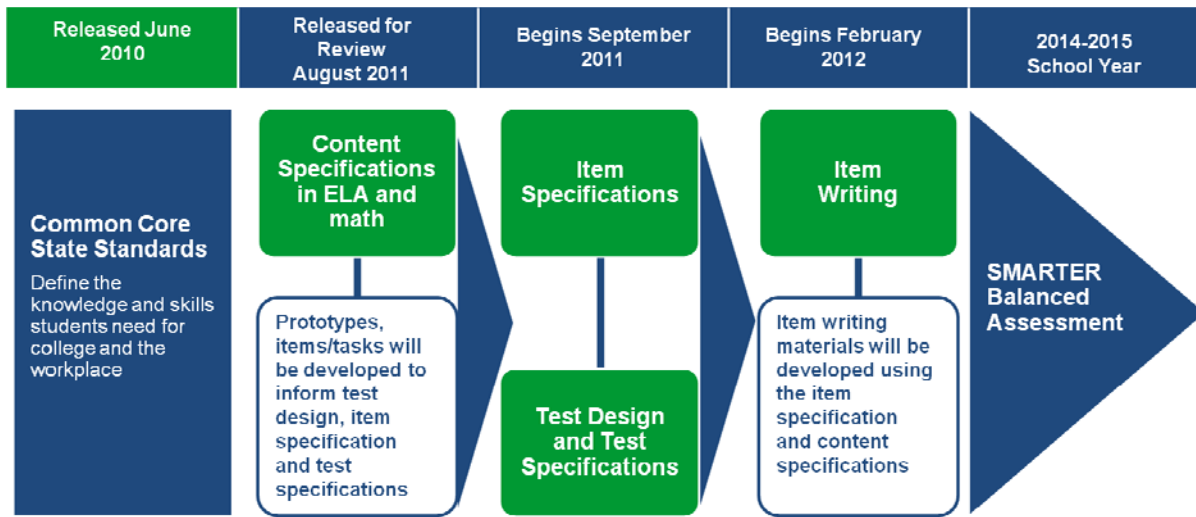 Released June
2010
Released for
Review
August 2011
Begins September
2011
Begins February
2012
2014-2015
School Year
Common Core
State Standards
Define the
knowledge and skills
students need for
college and the
workplace
Content
Specifications
in ELA and
math
Prototypes,
items/tasks will
be developed to
inform test
design, item
specification
and test
specifications
Item
Specifications
Test Design
and Test
Specifications
Item
Writing
Item writing
materials will be
developed using
the item
specification
and content
specifications
SMARTER
Balanced
Assessment